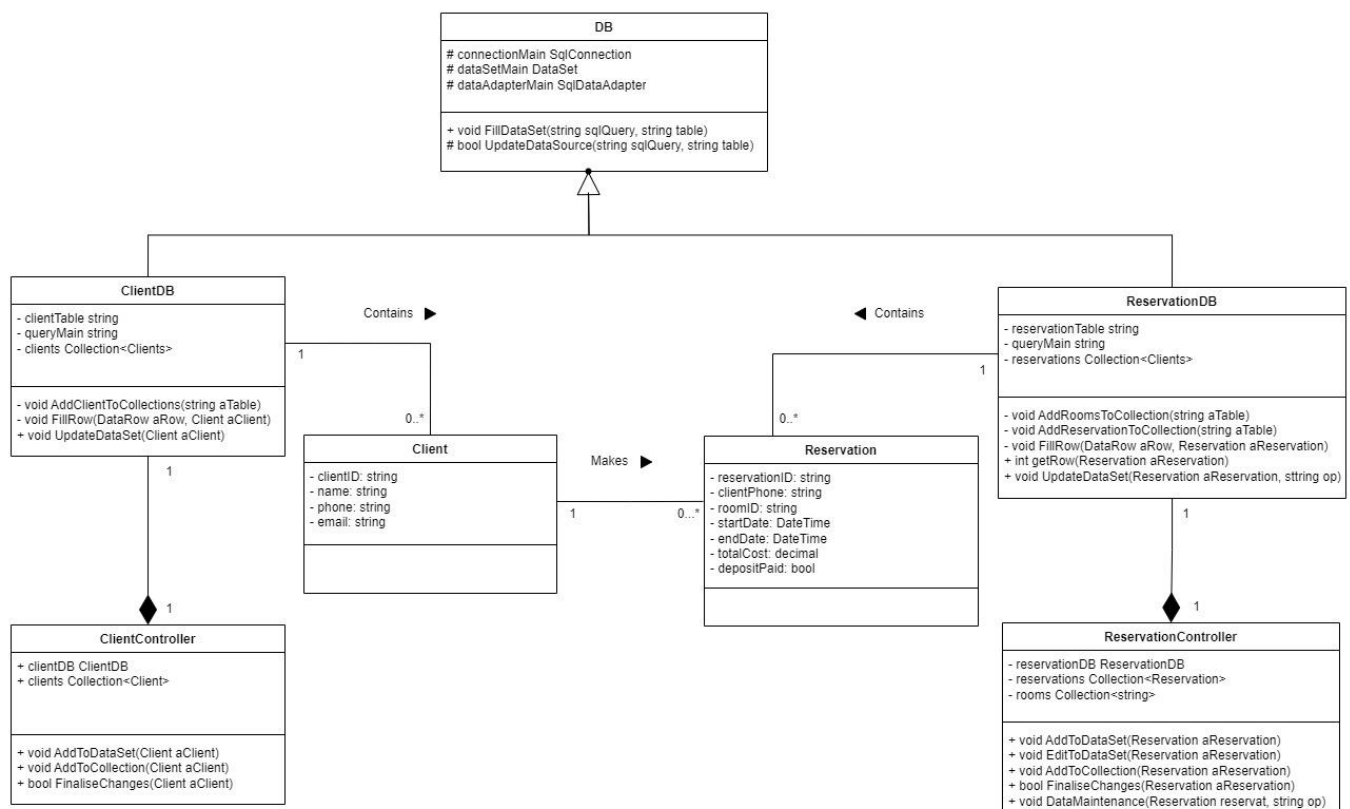 DB
# connectionMain SqlConnection
# dataSetMain DataSet
# dataAdapterMain SqlDataAdapter
+ void FillDataSet(string sqlQuery, string table)
# bool UpdateDataSource(string sqlQuery, string table)
ClientDB
- clientTable string
- queryMain string
- clients Collection<Clients>
- void AddClientToCollections(string aTable)
- void FillRow(DataRow aRow, Client aClient)
+ void UpdateDataSet(Client aClient)
Contains ▶
1
0..*
◀ Contains
1
0..*
ReservationDB
- reservationTable string
- queryMain string
- reservations Collection<Clients>
- void AddRoomsToCollection(string aTable)
- void AddReservationToCollection(string aTable)
- void FillRow(DataRow aRow, Reservation aReservation)
+ int getRow(Reservation aReservation)
+ void UpdateDataSet(Reservation aReservation, sttring op)
Client
- clientID: string
- name: string
- phone: string
- email: string
Makes ▶
1
0...*
Reservation
- reservationID: string
- clientPhone: string
- roomID: string
- startDate: DateTime
- endDate: DateTime
- totalCost: decimal
- depositPaid: bool
1
1
ClientController
+ clientDB ClientDB
+ clients Collection<Client>
+ void AddToDataSet(Client aClient)
+ void AddToCollection(Client aClient)
+ bool FinaliseChanges(Client aClient)
1
1
ReservationController
- reservationDB ReservationDB
- reservations Collection<Reservation>
- rooms Collection<string>
+ void AddToDataSet(Reservation aReservation)
+ void EditToDataSet(Reservation aReservation)
+ void AddToCollection(Reservation aReservation)
+ bool FinaliseChanges(Reservation aReservation)
+ void DataMaintenance(Reservation reservat, string op)